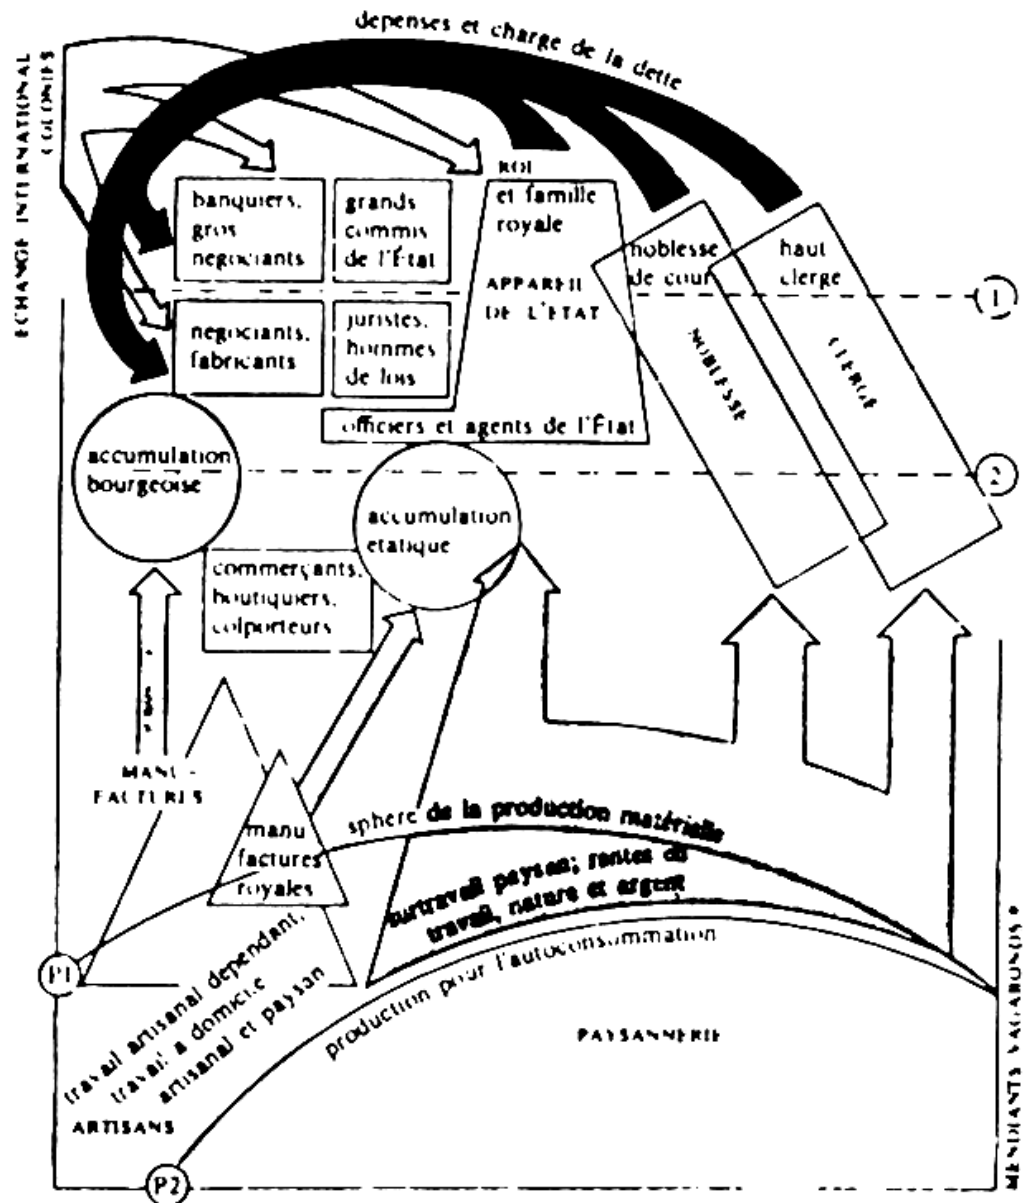 depenses et charge de la dette
ECHANGE INTERNATIONAL
COLONIES
banquiers,
gros
negociants
grands
commis
de l'État
ROI
et famille
royale
APPAREIL
DE L'ETAT
noblesse
de cour
haut
clerge
1
negociants,
fabricants
juristes,
hommes
de lois
NOBLESSE
CLERGÉ
officiers et agents de l'État
accumulation
bourgeoise
2
accumulation
etatique
commerçants,
boutiquiers,
colporteurs
MANU-
FACTURES
manu
factures
royales
sphere de la production matérielle
surtravail paysan; rentes en
travail, nature et argent
production pour l'autoconsommation
P1
travail artisanal dependant,
travail a domicile
artisanal et paysan
PAYSANNERIE
ARTISANS
P2
MENDIANTS VAGABONDS*